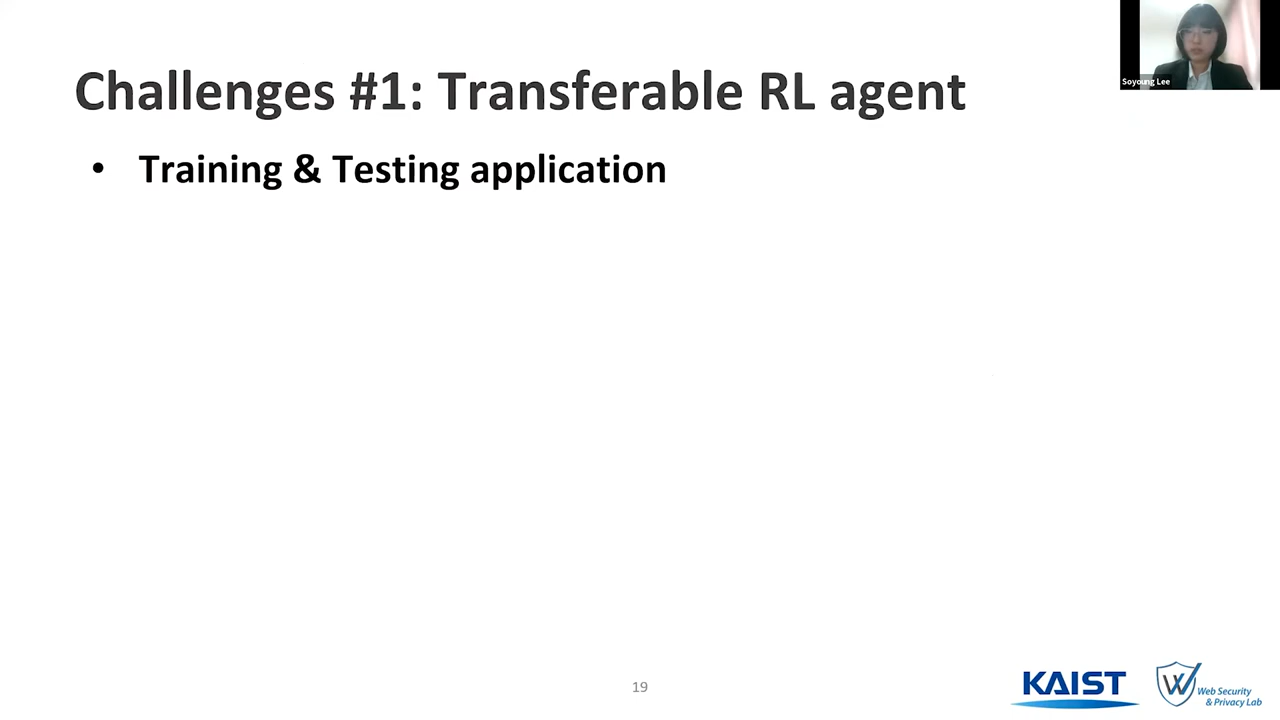 Challenges #1: Transferable RL agent
Soyoung Lee
• Training & Testing application
19
KAIST
W
Web Security
& Privacy Lab